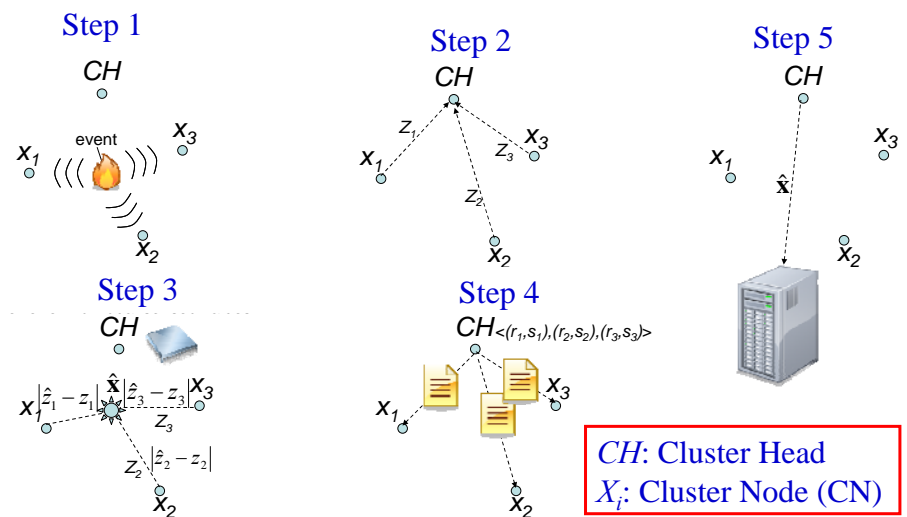 Step 1
CH
event
x₁
x₃
x₂
Step 2
CH
z₁
x₃
x₁
z₃
z₂
x₂
Step 5
CH
x₁
x₃
x̂
x₂
Step 3
CH
|ẑ₁ − z₁| x̂ |ẑ₃ − z₃| x₃
x₁
z₃
z₂ |ẑ₂ − z₂|
x₂
Step 4
CH <(r₁,s₁),(r₂,s₂),(r₃,s₃)>
x₁
x₃
x₂
CH: Cluster Head
Xᵢ: Cluster Node (CN)